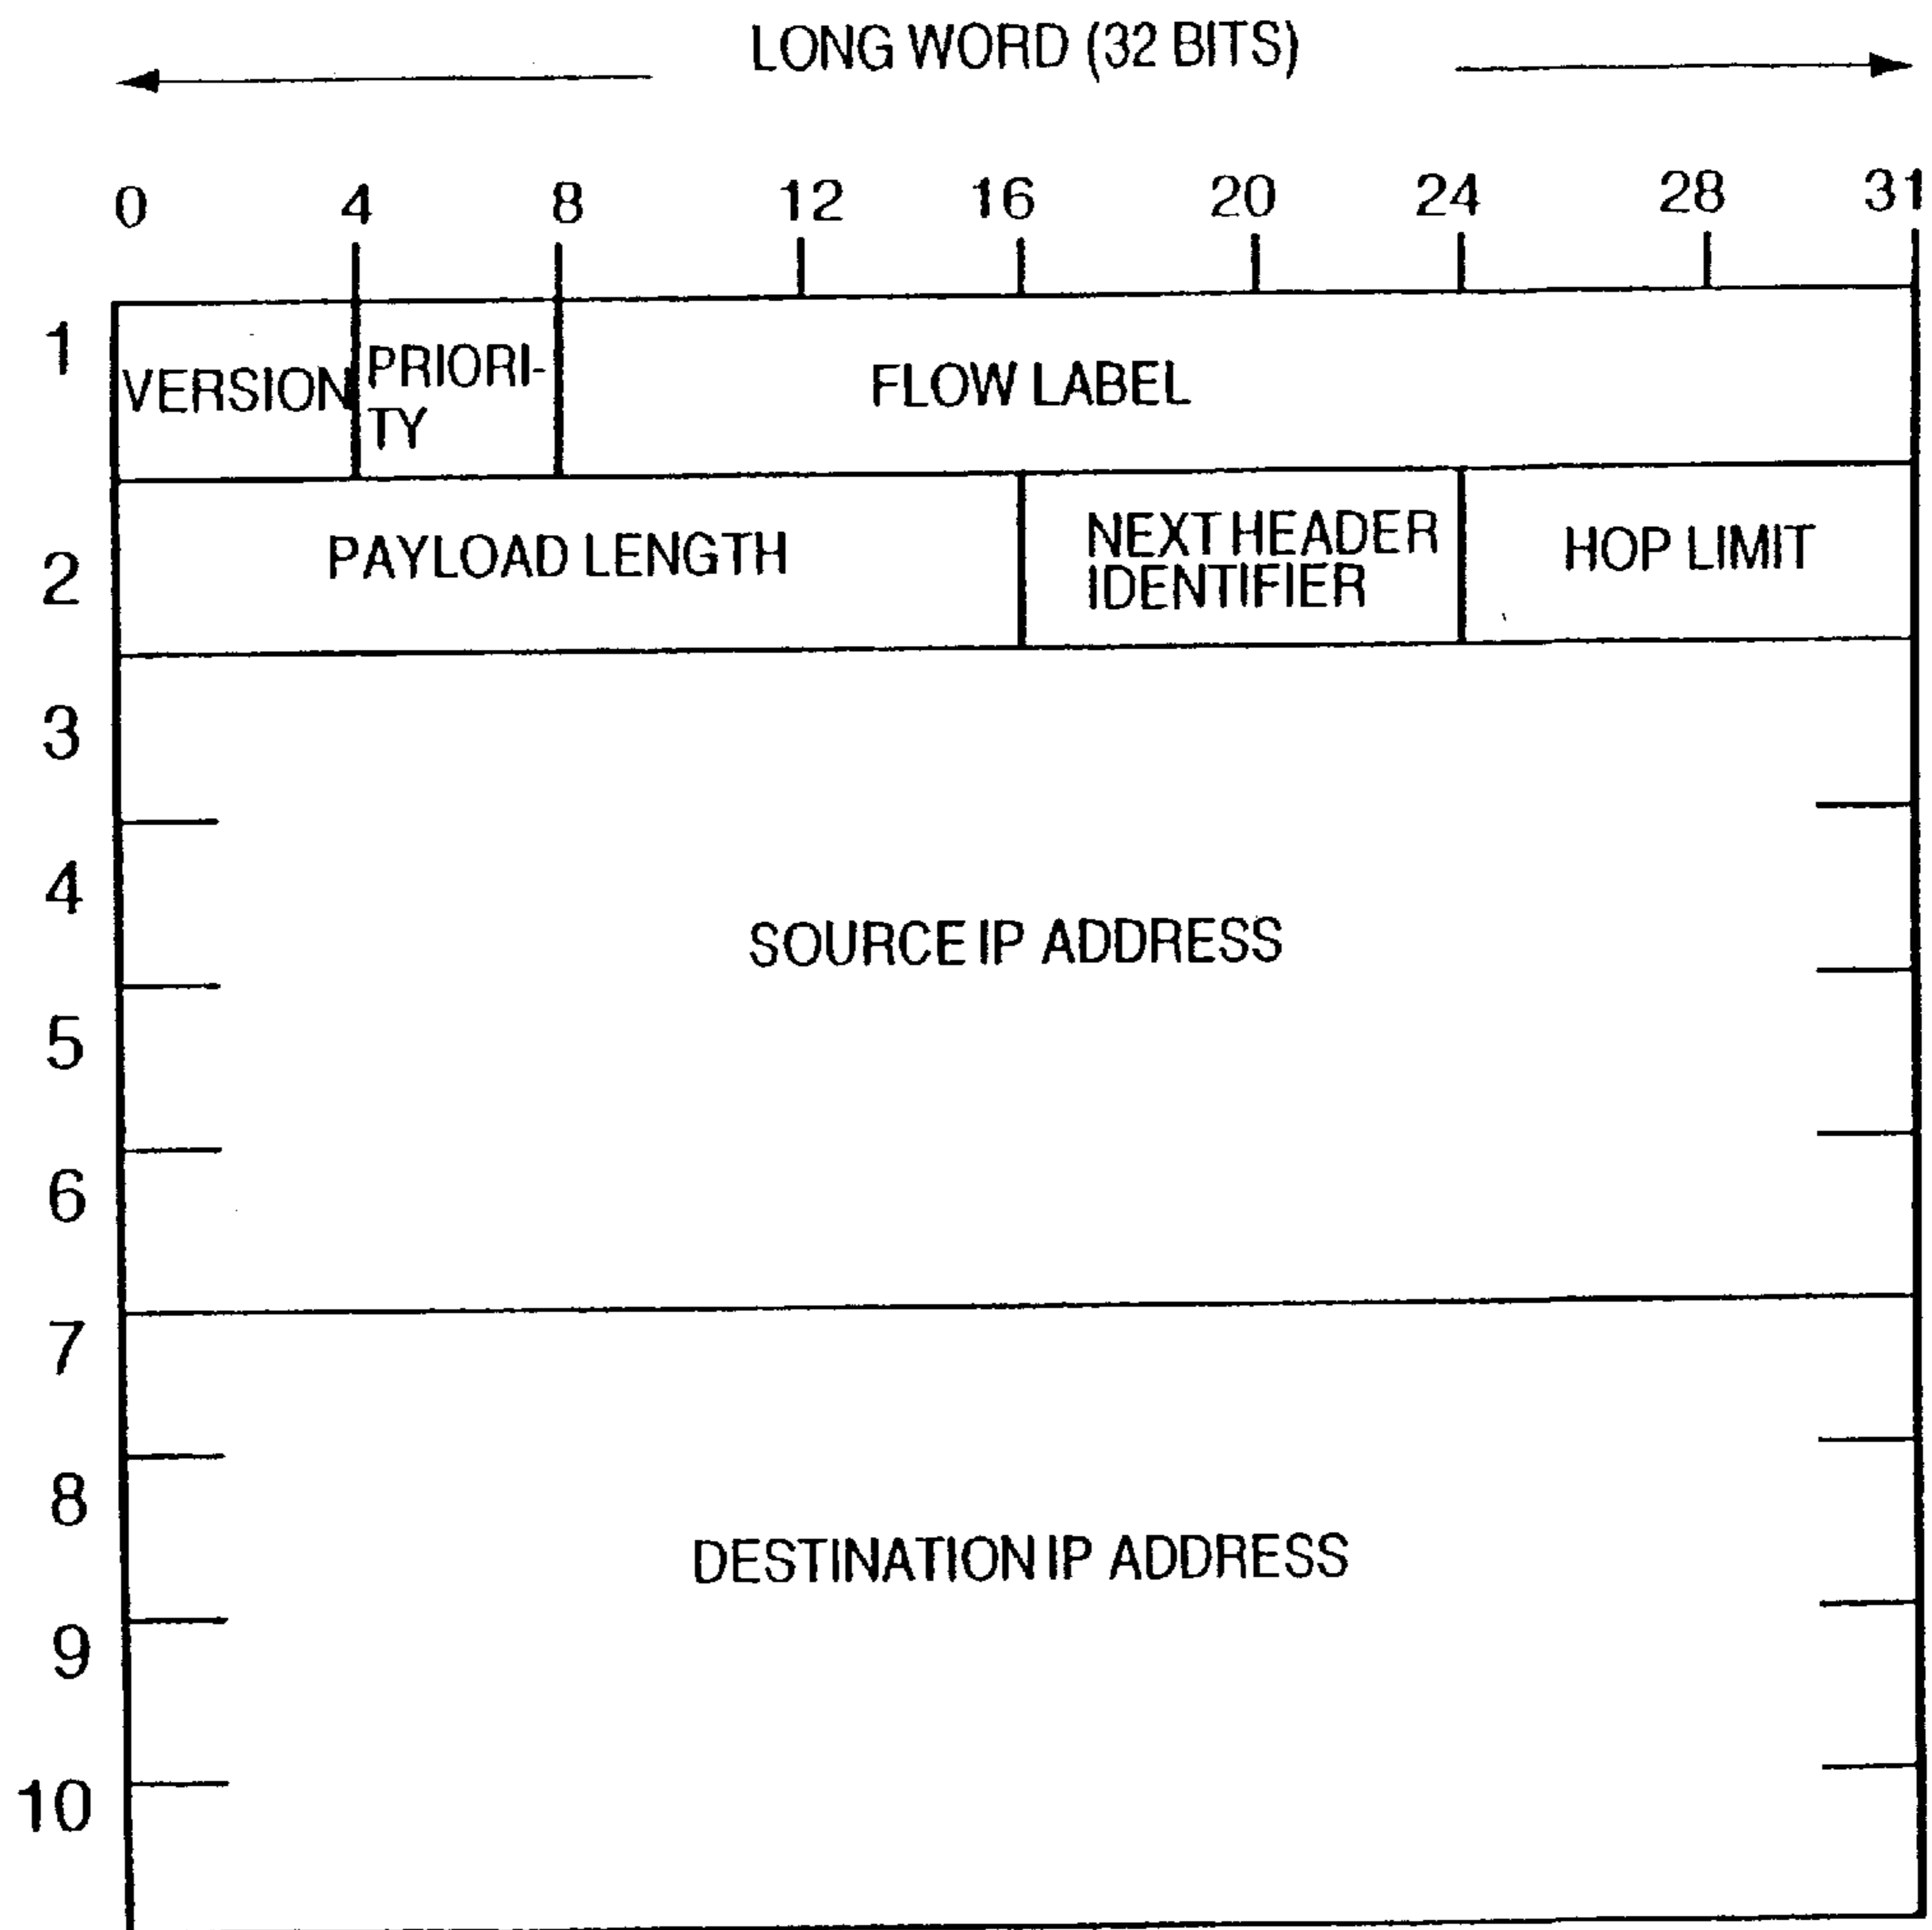 LONG WORD (32 BITS)
0 4 8 12 16 20 24 28 31
1
VERSION
PRIORI-
TY
FLOW LABEL
2
PAYLOAD LENGTH
NEXT HEADER
IDENTIFIER
HOP LIMIT
3
4
SOURCE IP ADDRESS
5
6
7
8
DESTINATION IP ADDRESS
9
10